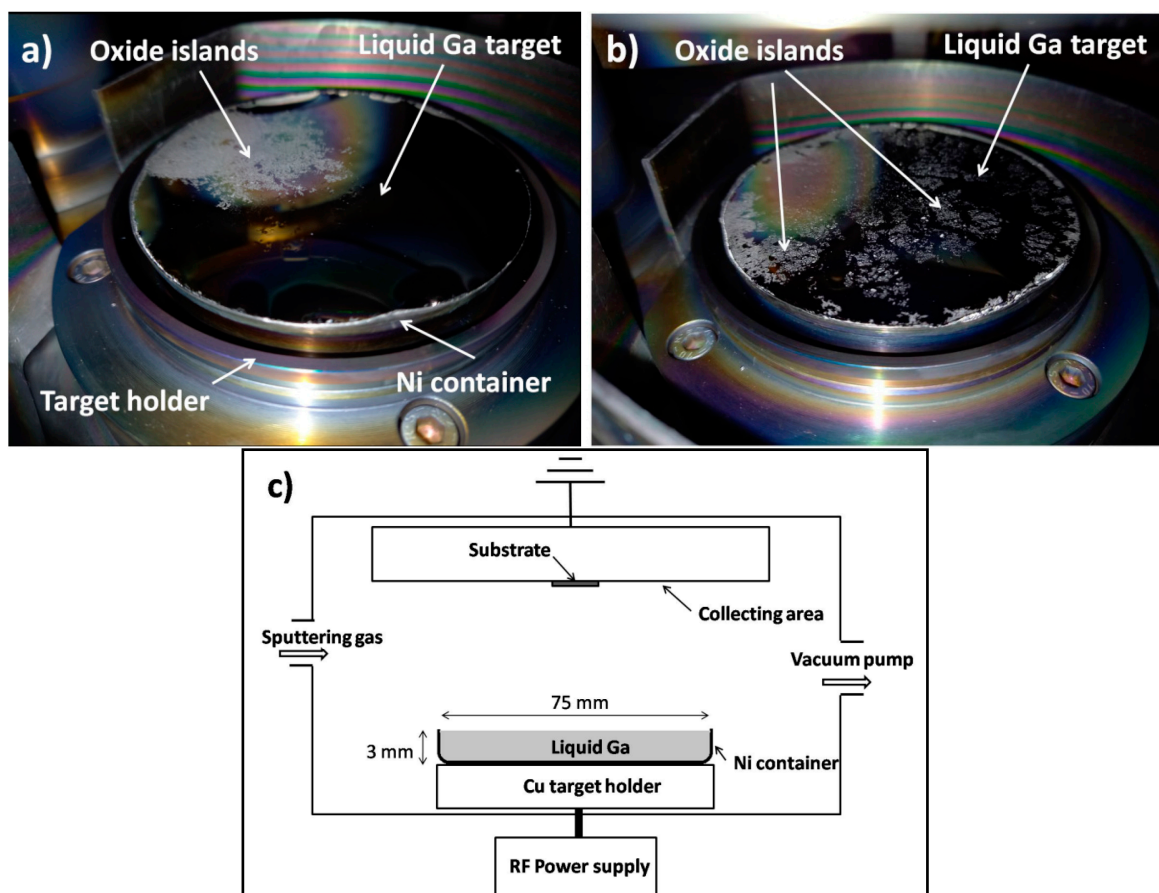 a)
Oxide islands
Liquid Ga target
Target holder
Ni container
b)
Oxide islands
Liquid Ga target
c)
Substrate
Collecting area
Sputtering gas
Vacuum pump
75 mm
3 mm
Liquid Ga
Ni container
Cu target holder
RF Power supply